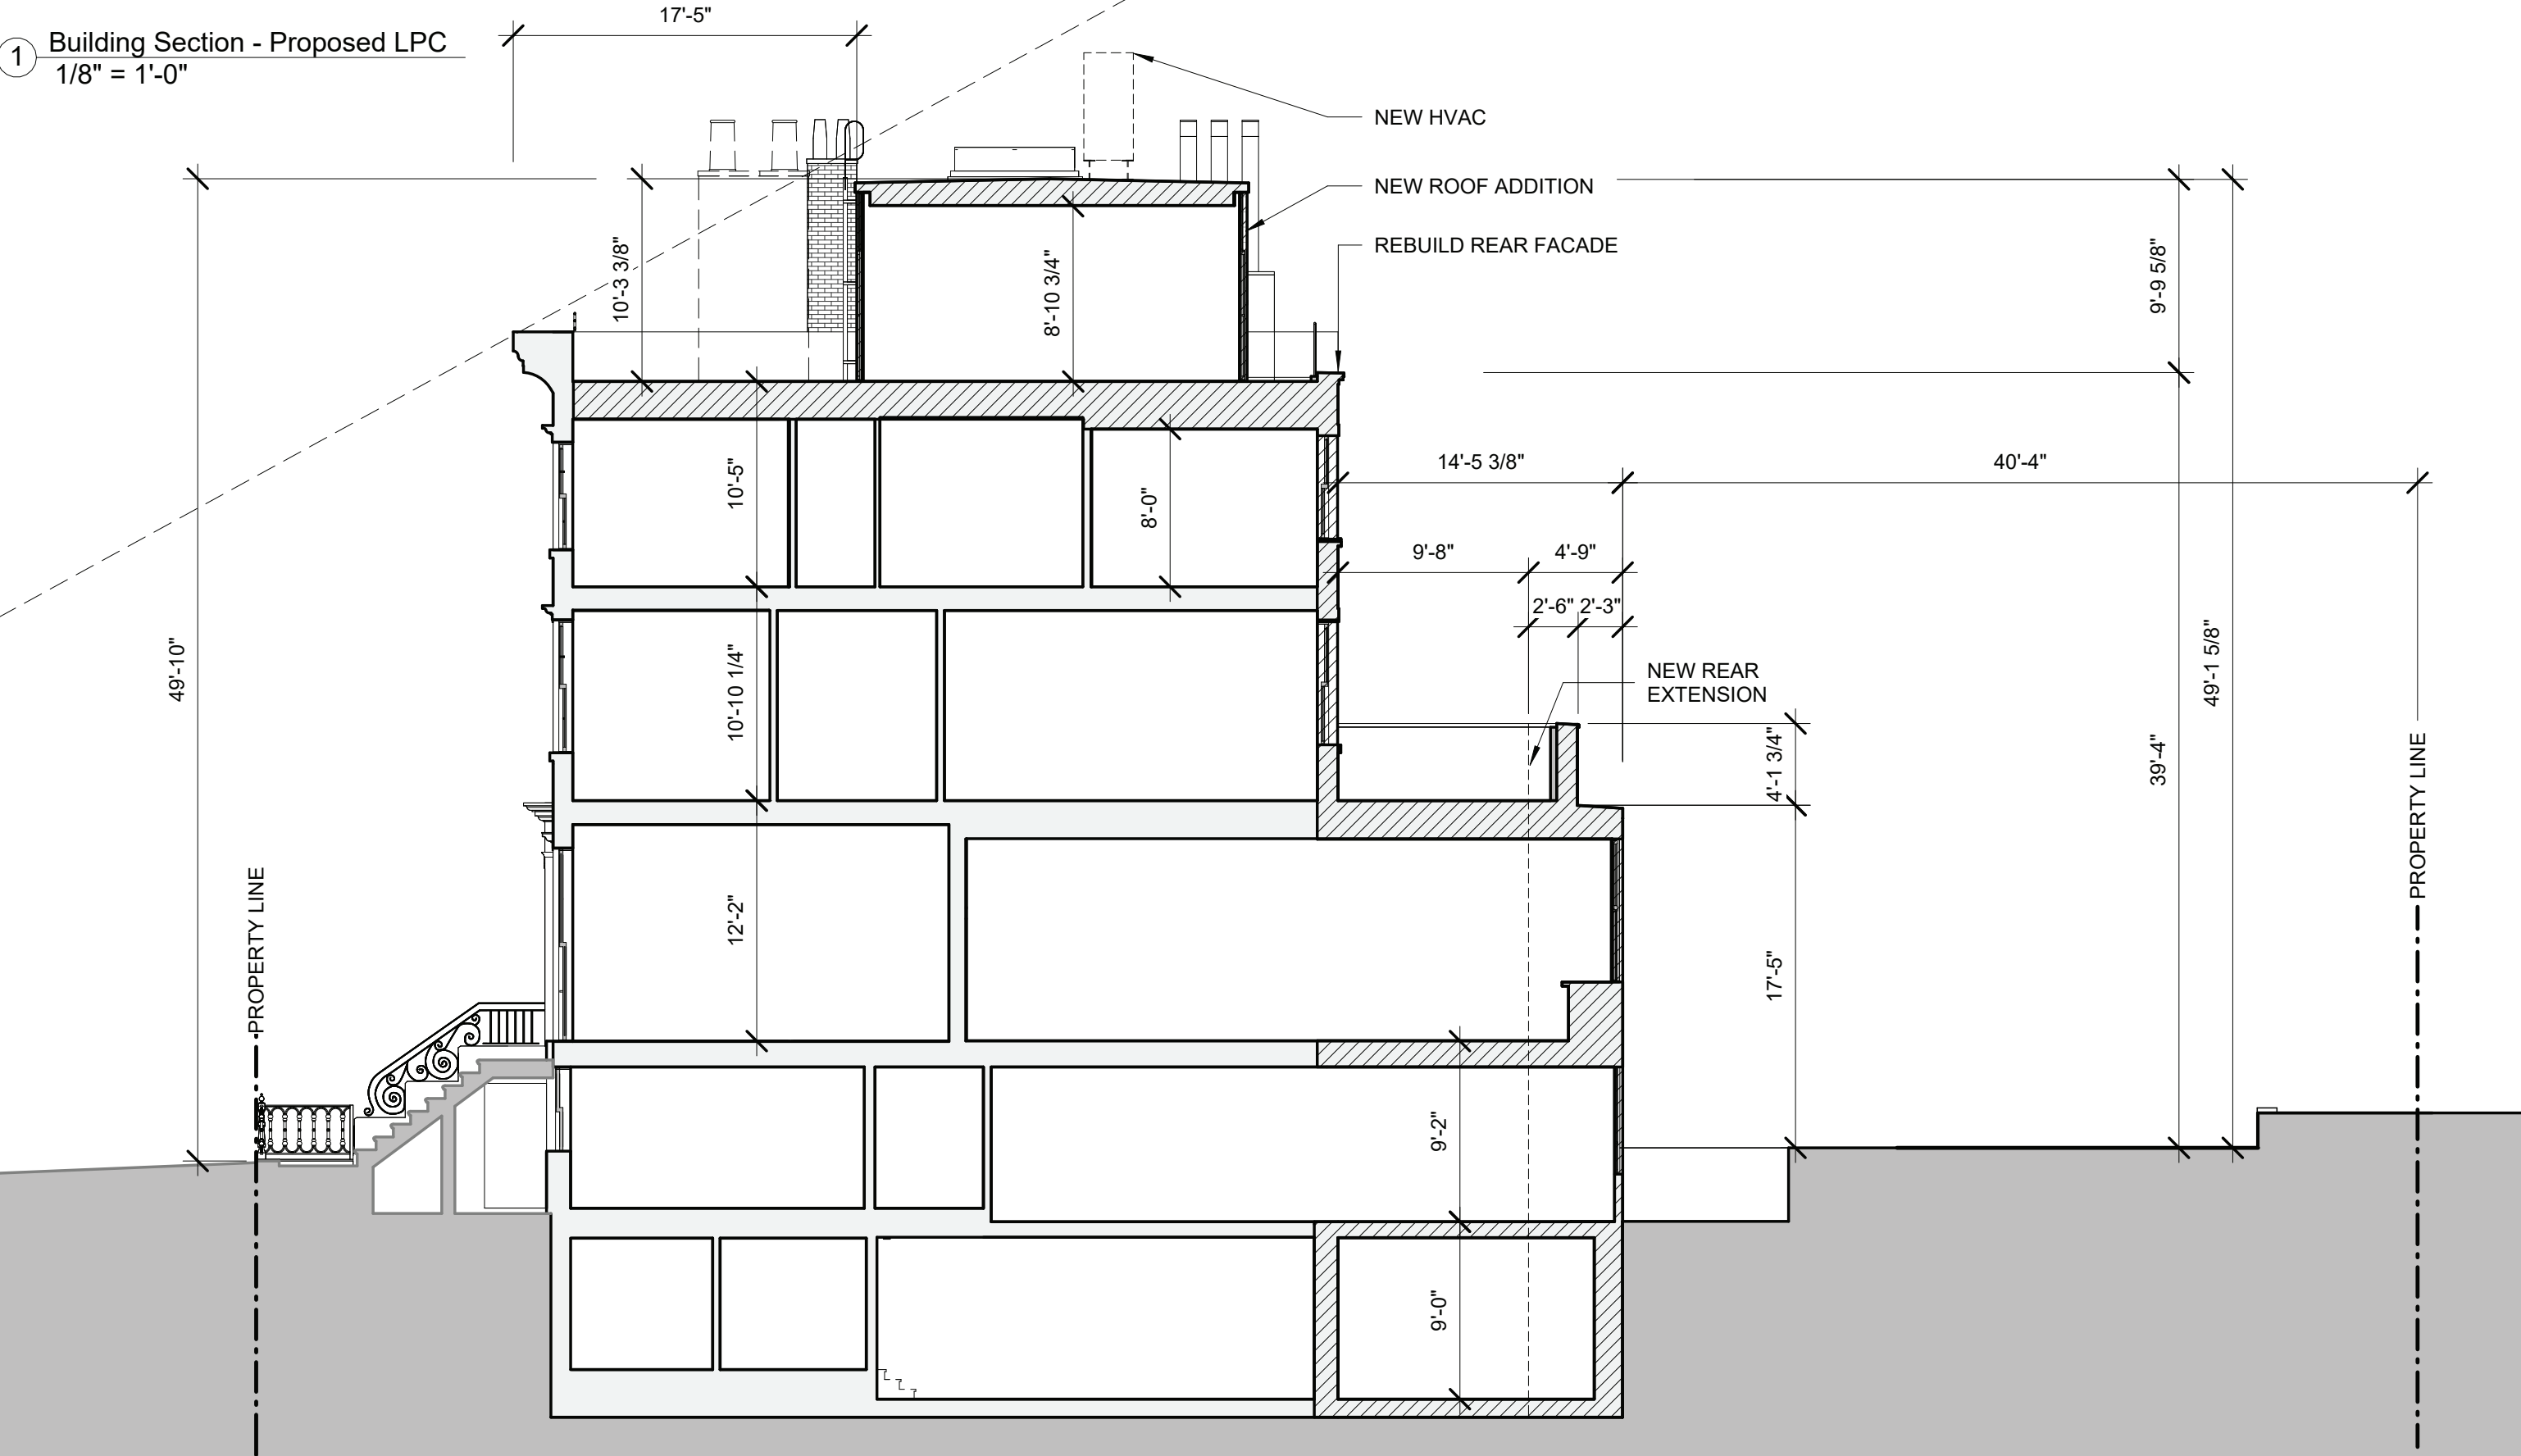 17'-5"
1 Building Section - Proposed LPC
1/8" = 1'-0"
NEW HVAC
NEW ROOF ADDITION
REBUILD REAR FACADE
10'-3 3/8"
8'-10 3/4"
9'-9 5/8"
14'-5 3/8"
40'-4"
10'-5"
8'-0"
9'-8"
4'-9"
2'-6"
2'-3"
49'-10"
10'-10 1/4"
NEW REAR
EXTENSION
49'-1 5/8"
39'-4"
4'-1 3/4"
PROPERTY LINE
PROPERTY LINE
12'-2"
17'-5"
9'-2"
9'-0"